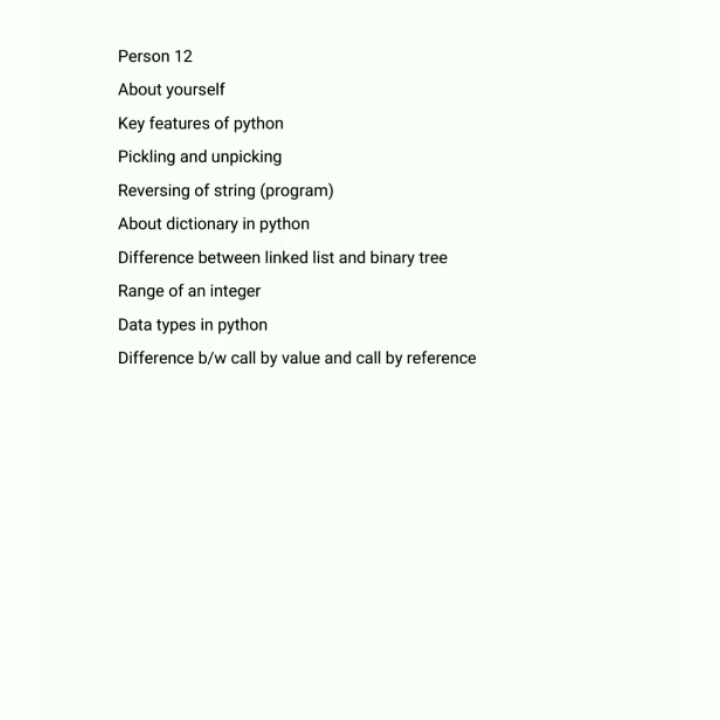 Person 12
About yourself
Key features of python
Pickling and unpicking
Reversing of string (program)
About dictionary in python
Difference between linked list and binary tree
Range of an integer
Data types in python
Difference b/w call by value and call by reference